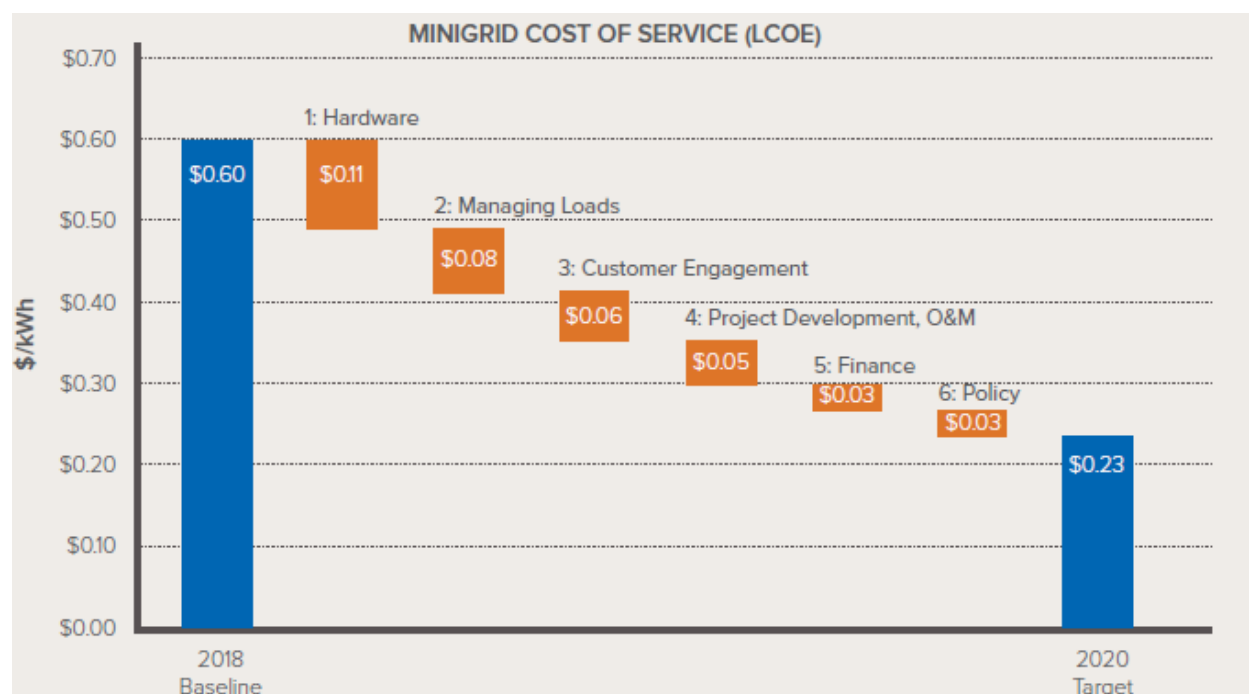 MINIGRID COST OF SERVICE (LCOE)
$/kWh
$0.70
$0.60
$0.50
$0.40
$0.30
$0.20
$0.10
$0.00
$0.60
1: Hardware
$0.11
2: Managing Loads
$0.08
3: Customer Engagement
$0.06
4: Project Development, O&M
$0.05
5: Finance
$0.03
6: Policy
$0.03
$0.23
2018
Baseline
2020
Target